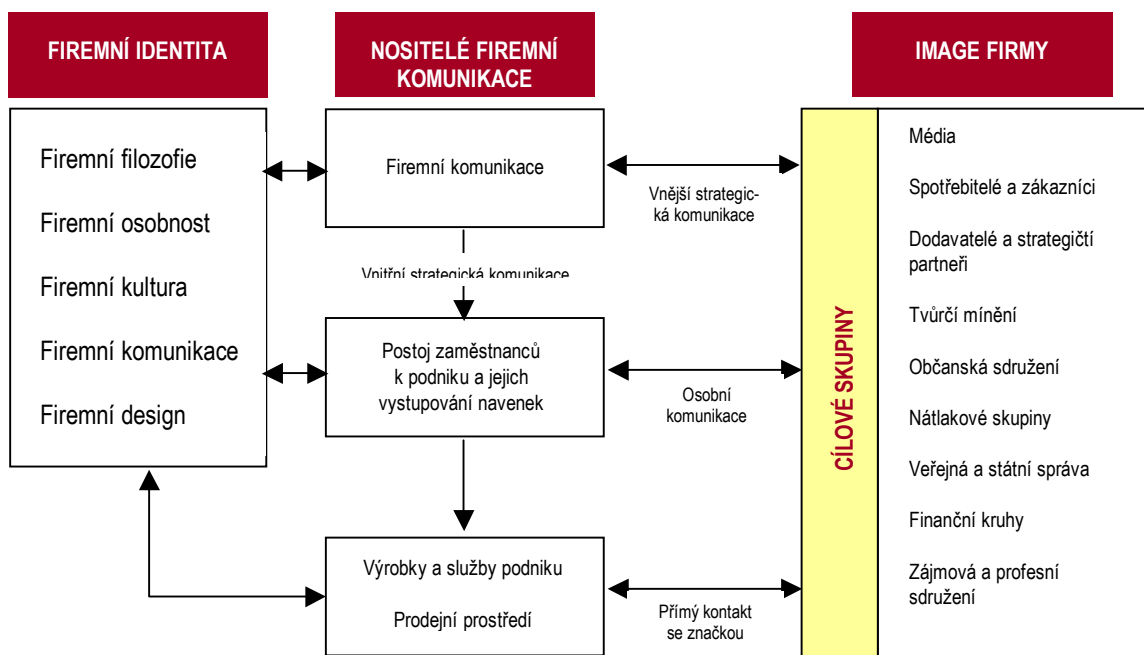 FIREMNÍ IDENTITA
NOSITELÉ FIREMNÍ
KOMUNIKACE
IMAGE FIRMY
Firemní filozofie
Firemní osobnost
Firemní kultura
Firemní komunikace
Firemní design
Firemní komunikace
Vnitřní strategická komunikace
Postoj zaměstnanců
k podniku a jejich
vystupování navenek
Výrobky a služby podniku
Prodejní prostředí
Vnější strategic-
ká komunikace
Osobní
komunikace
Přímý kontakt
se značkou
CÍLOVÉ SKUPINY
Média
Spotřebitelé a zákazníci
Dodavatelé a strategičtí
partneři
Tvůrčí mínění
Občanská sdružení
Nátlakové skupiny
Veřejná a státní správa
Finanční kruhy
Zájmová a profesní
sdružení